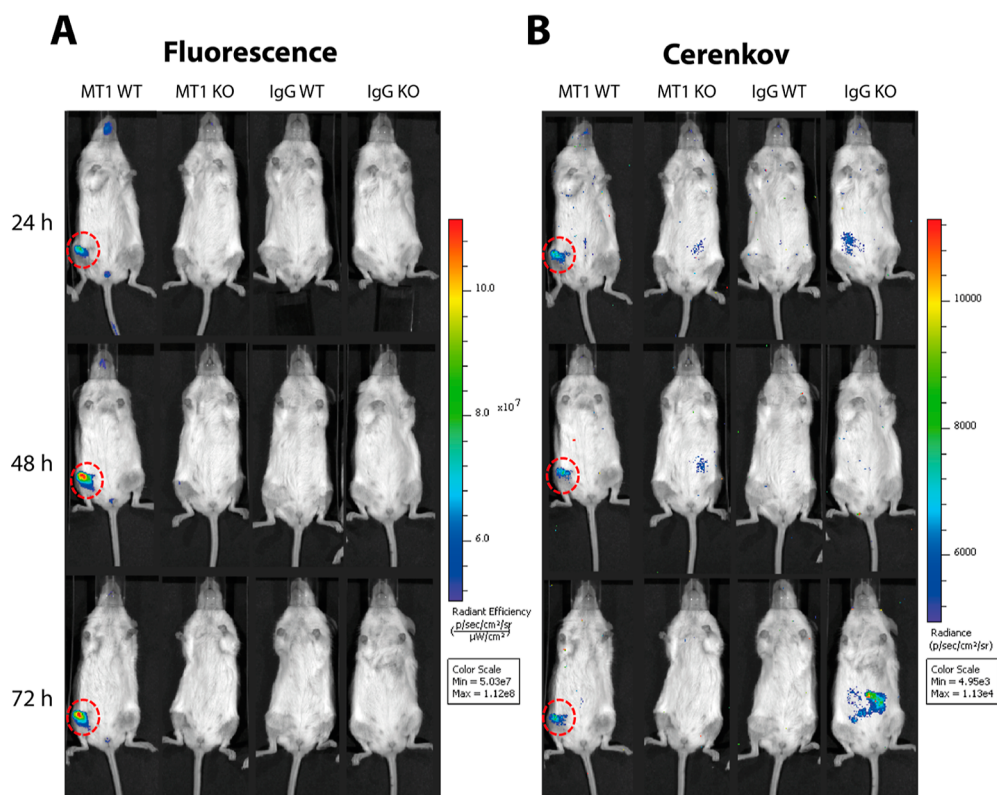 A
Fluorescence
MT1 WT MT1 KO IgG WT IgG KO
24 h
48 h
72 h
10.0
8.0 x10⁷
6.0
Radiant Efficiency
(p/sec/cm²/sr
μW/cm²)
Color Scale
Min = 5.03e7
Max = 1.12e8
B
Cerenkov
MT1 WT MT1 KO IgG WT IgG KO
10000
8000
6000
Radiance
(p/sec/cm²/sr)
Color Scale
Min = 4.95e3
Max = 1.13e4